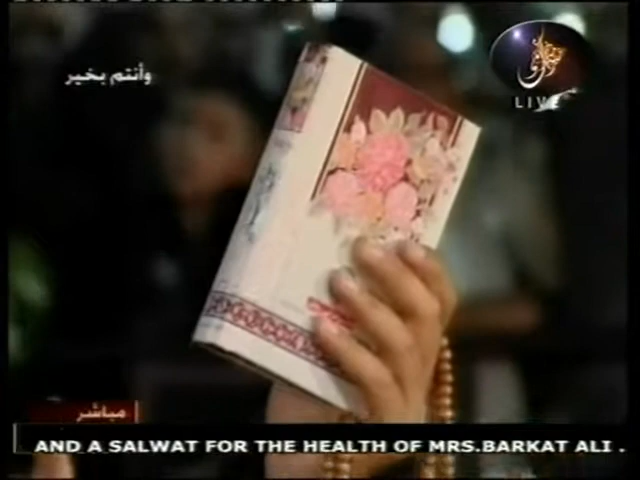 وأنتم بخير
LIVE
مباشر
AND A SALWAT FOR THE HEALTH OF MRS.BARKAT ALI .